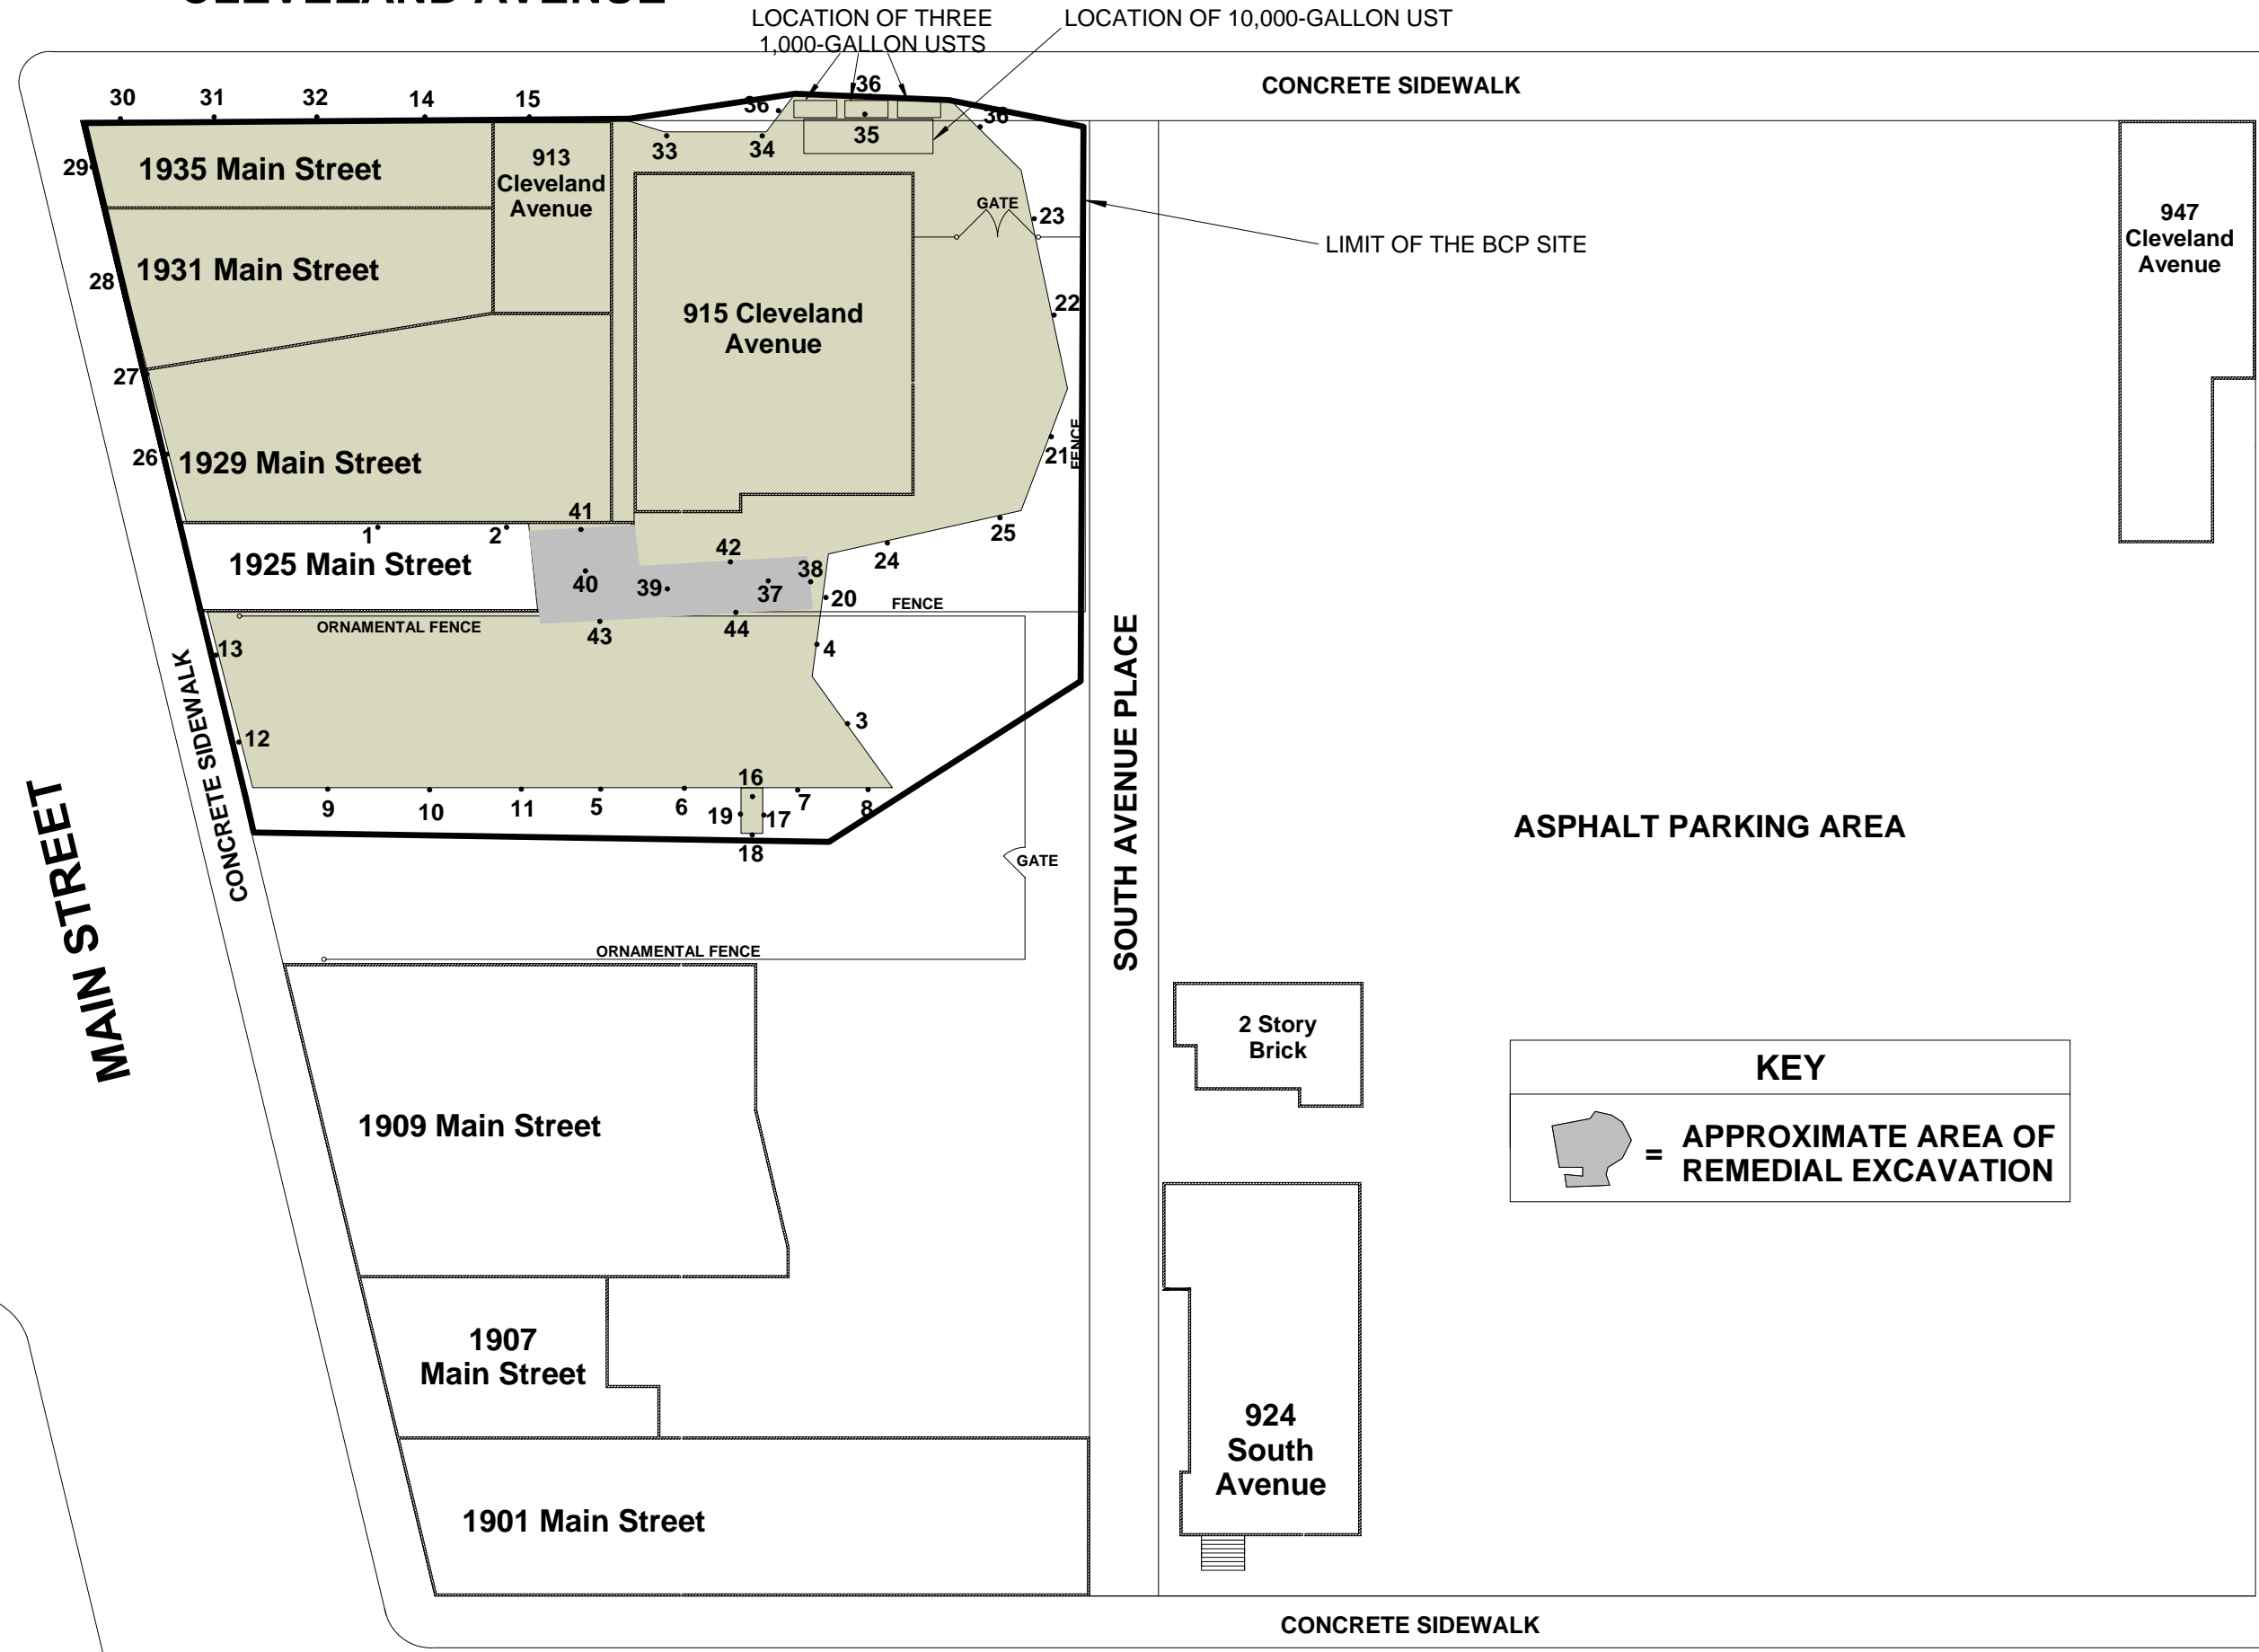 CLEVELAND AVENUE
LOCATION OF THREE
1,000-GALLON USTS
LOCATION OF 10,000-GALLON UST
CONCRETE SIDEWALK
30
31
32
14
15
36
36
36
33
34
35
29
1935 Main Street
913
Cleveland
Avenue
GATE
23
947
Cleveland
Avenue
LIMIT OF THE BCP SITE
28
1931 Main Street
22
915 Cleveland
Avenue
27
FENCE
21
26
1929 Main Street
41
1
2
25
42
24
1925 Main Street
40
39
37
38
20
FENCE
ORNAMENTAL FENCE
43
44
4
13
CONCRETE SIDEWALK
SOUTH AVENUE PLACE
3
12
16
9
10
11
5
6
19
17
7
8
18
GATE
MAIN STREET
ASPHALT PARKING AREA
ORNAMENTAL FENCE
2 Story
Brick
KEY
=
APPROXIMATE AREA OF
REMEDIAL EXCAVATION
1909 Main Street
1907
Main Street
924
South
Avenue
1901 Main Street
CONCRETE SIDEWALK